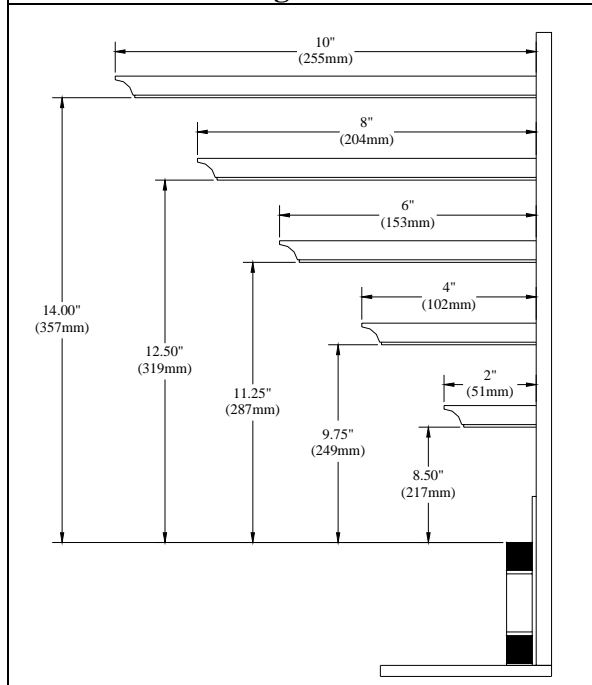 10"
(255mm)
8"
(204mm)
6"
(153mm)
4"
(102mm)
2"
(51mm)
14.00"
(357mm)
12.50"
(319mm)
11.25"
(287mm)
9.75"
(249mm)
8.50"
(217mm)